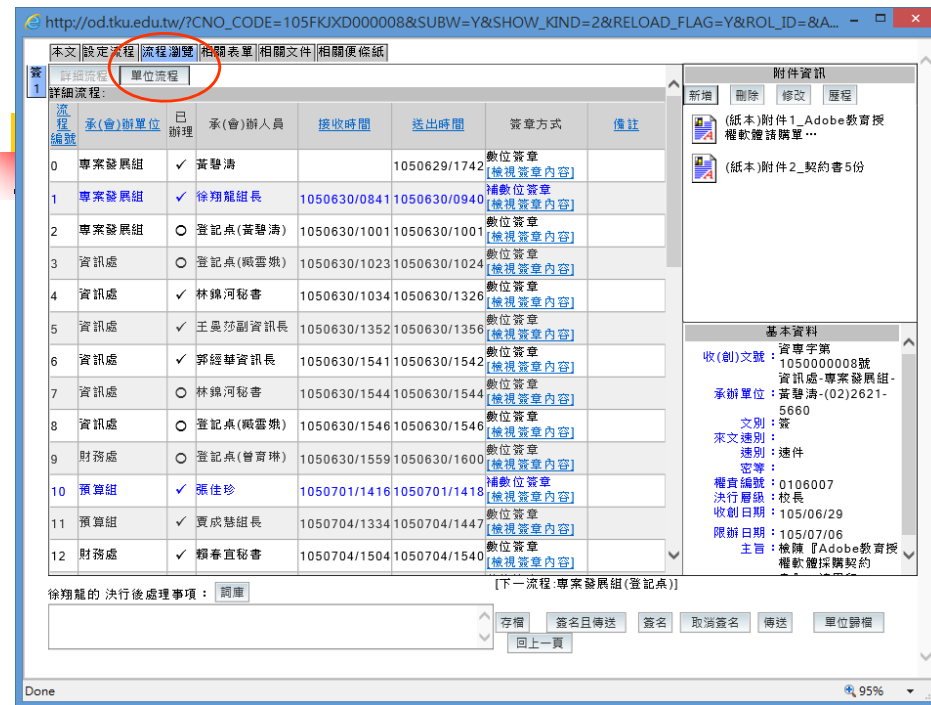 http://od.tku.edu.tw/?CNO_CODE=105FKJXD000008&SUBW=Y&SHOW_KIND=2&RELOAD_FLAG=Y&ROL_ID=&A...
本文 設定流程 流程瀏覽 相關表單 相關文件 相關便條紙
簽 1
詳細流程 單位流程
詳細流程:
流程編號 承(會)辦單位 已辦理 承(會)辦人員 接收時間 送出時間 簽章方式 備註
0 專案發展組 ✓ 黃碧濤 1050629/1742 數位簽章 [檢視簽章內容]
1 專案發展組 ✓ 徐翔龍組長 1050630/0841 1050630/0940 補數位簽章 [檢視簽章內容]
2 專案發展組 O 登記桌(黃碧濤) 1050630/1001 1050630/1001 數位簽章 [檢視簽章內容]
3 資訊處 O 登記桌(臧雲娥) 1050630/1023 1050630/1024 數位簽章 [檢視簽章內容]
4 資訊處 ✓ 林錦河秘書 1050630/1034 1050630/1326 數位簽章 [檢視簽章內容]
5 資訊處 ✓ 王曼莎副資訊長 1050630/1352 1050630/1356 數位簽章 [檢視簽章內容]
6 資訊處 ✓ 郭經華資訊長 1050630/1541 1050630/1542 數位簽章 [檢視簽章內容]
7 資訊處 O 林錦河秘書 1050630/1544 1050630/1544 數位簽章 [檢視簽章內容]
8 資訊處 O 登記桌(臧雲娥) 1050630/1546 1050630/1546 數位簽章 [檢視簽章內容]
9 財務處 O 登記桌(曾育琳) 1050630/1559 1050630/1600 數位簽章 [檢視簽章內容]
10 預算組 ✓ 張佳珍 1050701/1416 1050701/1418 補數位簽章 [檢視簽章內容]
11 預算組 ✓ 賈成慧組長 1050704/1334 1050704/1447 數位簽章 [檢視簽章內容]
12 財務處 ✓ 賴春宜秘書 1050704/1504 1050704/1540 數位簽章 [檢視簽章內容]
附件資訊
新增 刪除 修改 歷程
(紙本)附件1_Adobe教育授
權軟體請購單…
(紙本)附件2_契約書5份
基本資料
收(創)文號：資專字第
1050000008號
承辦單位：資訊處-專案發展組-
黃碧濤-(02)2621-
5660
文別：簽
來文速別：
速別：速件
密等：
權責編號：0106007
決行層級：校長
收創日期：105/06/29
限辦日期：105/07/06
主旨：檢陳『Adobe教育授
權軟體採購契約
[下一流程:專案發展組(登記桌)]
徐翔龍的 決行後處理事項： 詞庫
存檔 簽名且傳送 簽名 取消簽名 傳送 單位歸檔
回上一頁
Done 95%